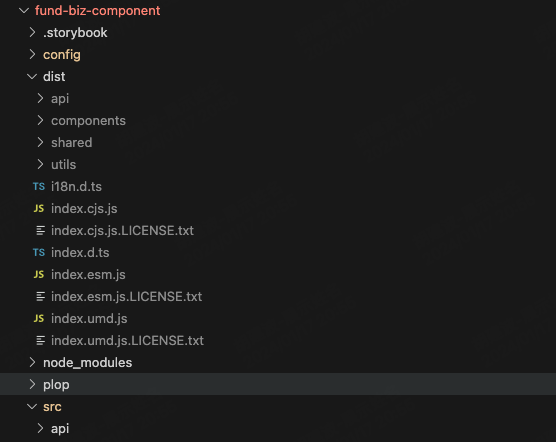 fund-biz-component
.storybook
config
dist
api
components
shared
utils
TS i18n.d.ts
JS index.cjs.js
index.cjs.js.LICENSE.txt
TS index.d.ts
JS index.esm.js
index.esm.js.LICENSE.txt
JS index.umd.js
index.umd.js.LICENSE.txt
node_modules
plop
src
api